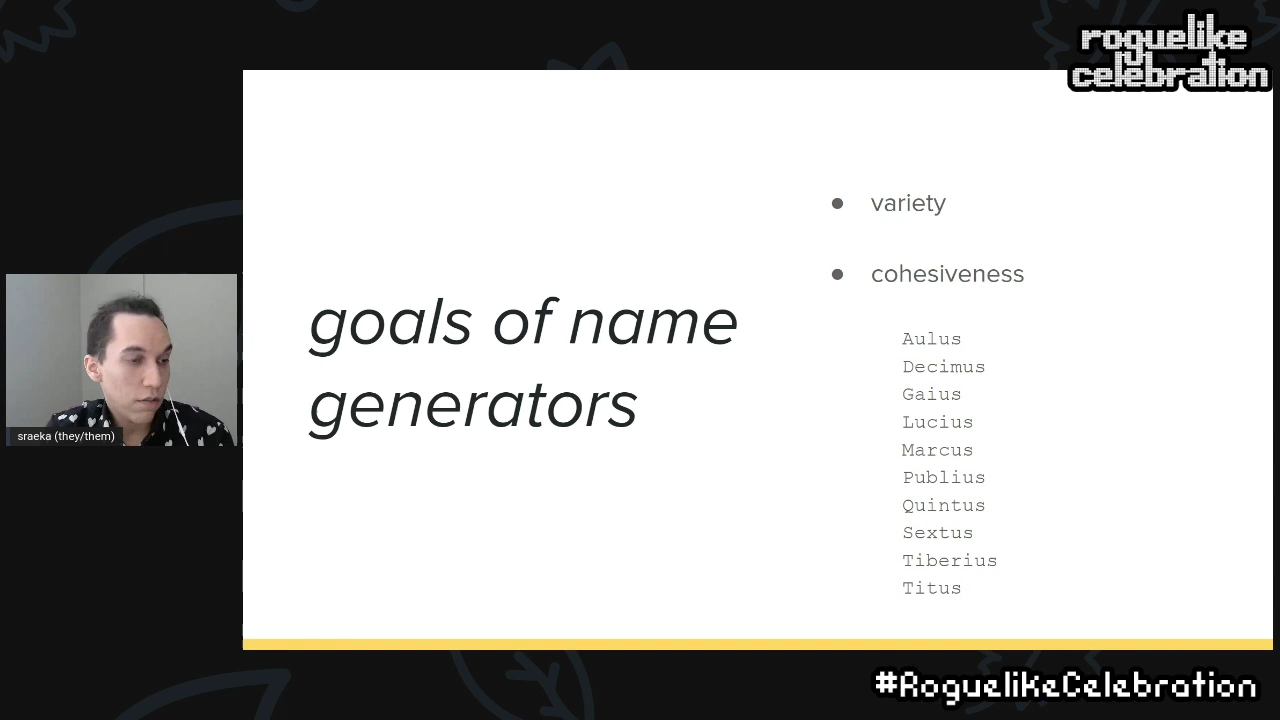 roguelike
celebration
goals of name
generators
● variety
● cohesiveness
Aulus
Decimus
Gaius
Lucius
Marcus
Publius
Quintus
Sextus
Tiberius
Titus
sraeka (they/them)
#RoguelikeCelebration